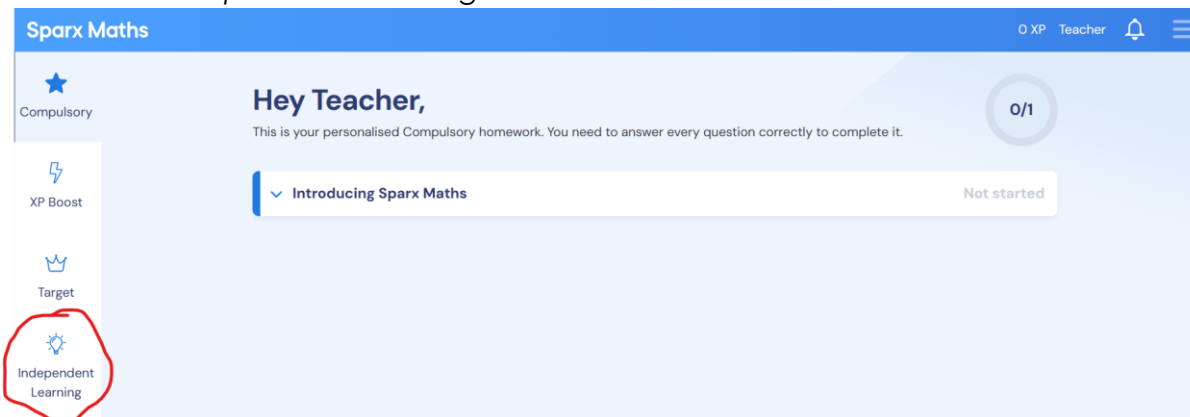 Sparx Maths
0 XP Teacher
Compulsory
Hey Teacher,
0/1
This is your personalised Compulsory homework. You need to answer every question correctly to complete it.
Introducing Sparx Maths
Not started
XP Boost
Target
Independent
Learning